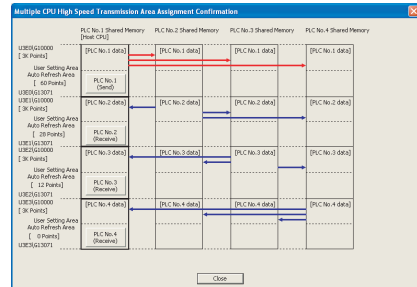 Multiple CPU High Speed Transmission Area Assignment Confirmation
PLC No.1 Shared Memory PLC No.2 Shared Memory PLC No.3 Shared Memory PLC No.4 Shared Memory
[Host CPU]
U3E0\G10000
[ 3K Points]
[PLC No.1 data] [PLC No.1 data] [PLC No.1 data] [PLC No.1 data]
User Setting Area
Auto Refresh Area
[ 60 Points]
U3E0\G13071
PLC No.1
(Send)
U3E1\G10000
[ 3K Points]
[PLC No.2 data] [PLC No.2 data] [PLC No.2 data] [PLC No.2 data]
User Setting Area
Auto Refresh Area
[ 28 Points]
U3E1\G13071
PLC No.2
(Receive)
U3E2\G10000
[ 3K Points]
[PLC No.3 data] [PLC No.3 data] [PLC No.3 data] [PLC No.3 data]
User Setting Area
Auto Refresh Area
[ 12 Points]
U3E2\G13071
PLC No.3
(Receive)
U3E3\G10000
[ 3K Points]
[PLC No.4 data] [PLC No.4 data] [PLC No.4 data] [PLC No.4 data]
User Setting Area
Auto Refresh Area
[ 0 Points]
U3E3\G13071
PLC No.4
(Receive)
Close